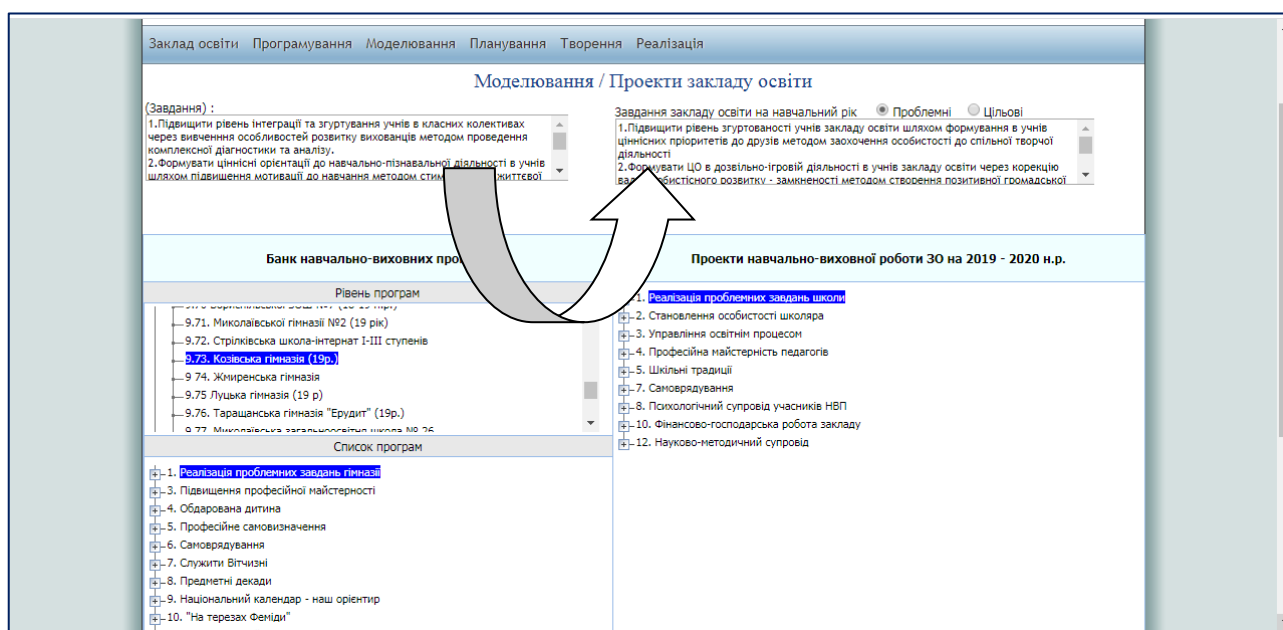 Заклад освіти Програмування Моделювання Планування Творення Реалізація
Моделювання / Проекти закладу освіти
(Завдання) :
1.Підвищити рівень інтеграції та згуртування учнів в класних колективах
через вивчення особливостей розвитку вихованців методом проведення
комплексної діагностики та аналізу.
2.Формувати ціннісні орієнтації до навчально-пізнавальної діяльності в учнів
шляхом підвищення мотивації до навчання методом життєвої
Завдання закладу освіти на навчальний рік Проблемні Цільові
1.Підвищити рівень згуртованості учнів закладу освіти шляхом формування в учнів
ціннісних пріоритетів до друзів методом заохочення особистості до спільної творчої
діяльності
2.Формувати ЦО в дозвільно-ігровій діяльності в учнів закладу освіти через корекцію
розвитку - замкненості методом створення позитивної громадської
Банк навчально-виховних
Проекти навчально-виховної роботи ЗО на 2019 - 2020 н.р.
Рівень програм
9.71. Миколаївської гімназії №2 (19 рік)
9.72. Стрілківська школа-інтернат І-ІІІ ступенів
9.73. Козівська гімназія (19р.)
9 74. Жмиренська гімназія
9.75 Луцька гімназія (19 р)
9.76. Таращанська гімназія "Ерудит" (19р.)
9.77. Миколаївська загальноосвітня школа № 26
Список програм
1. Реалізація проблемних завдань гімназії
3. Підвищення професійної майстерності
4. Обдарована дитина
5. Професійне самовизначення
6. Самоврядування
7. Служити Вітчизні
8. Предметні декади
9. Національний календар - наш орієнтир
10. "На терезах Феміди"
1. Реалізація проблемних завдань школи
2. Становлення особистості школяра
3. Управління освітнім процесом
4. Професійна майстерність педагогів
5. Шкільні традиції
7. Самоврядування
8. Психологічний супровід учасників НВП
10. Фінансово-господарська робота закладу
12. Науково-методичний супровід